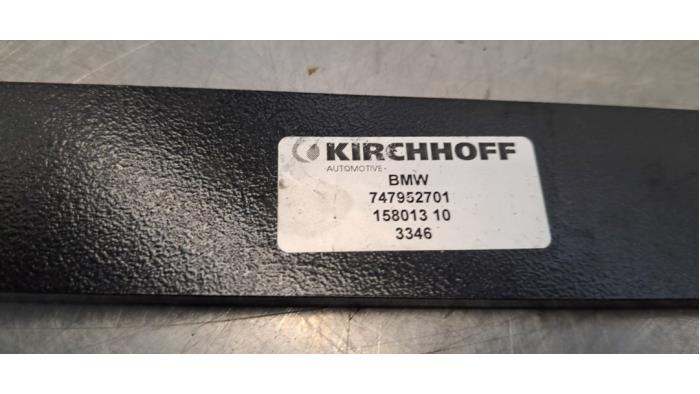 KIRCHHOFF
AUTOMOTIVE
BMW
747952701
158013 10
3346